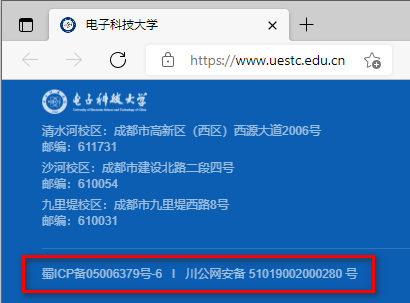 电子科技大学
https://www.uestc.edu.cn
电子科技大学
University of Electronic Science and Technology of China
清水河校区：成都市高新区（西区）西源大道2006号
邮编：611731
沙河校区：成都市建设北路二段四号
邮编：610054
九里堤校区：成都市九里堤西路8号
邮编：610031
蜀ICP备05006379号-6 I 川公网安备 51019002000280 号